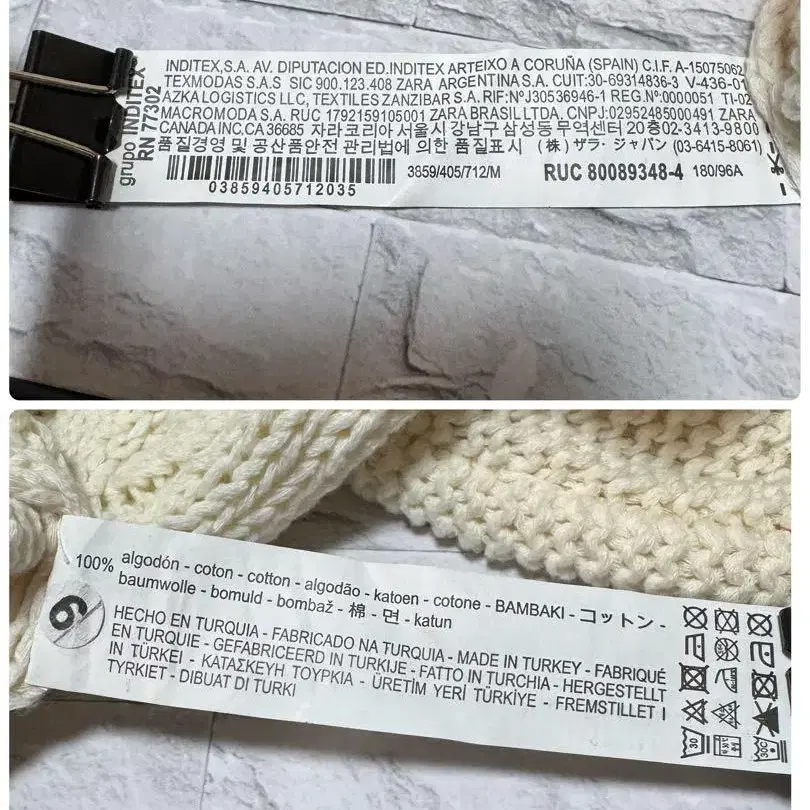 grupo INDITEX
RN 77302
INDITEX,S.A. AV. DIPUTACION ED.INDITEX ARTEIXO A CORUÑA (SPAIN) C.I.F. A-15075062
TEXMODAS S.A.S SIC 900.123.408 ZARA ARGENTINA S.A. CUIT:30-69314836-3 V-436-01
AZKA LOGISTICS LLC, TEXTILES ZANZIBAR S.A. RIF:NºJ30536946-1 REG.Nº0000051 TI-02
MACROMODA S.A. RUC 1792159105001 ZARA BRASIL LTDA. CNPJ:02952485000491 ZARA
CANADA INC.CA 36685 자라코리아 서울시 강남구 삼성동 무역센터 20층 02-3413-9800
품질경영 및 공산품안전 관리법에 의한 품질표시 (株) ザラ・ジャパン (03-6415-8061)
03859405712035
3859/405/712/M
RUC 80089348-4
180/96A
100% algodón - coton - cotton - algodão - katoen - cotone - BAMBAKI - コットン -
baumwolle - bomuld - bombaž - 棉 - 면 - katun
HECHO EN TURQUIA - FABRICADO NA TURQUIA - MADE IN TURKEY - FABRIQUÉ
EN TURQUIE - GEFABRICEERD IN TURKIJE - FATTO IN TURCHIA - HERGESTELLT
IN TÜRKEI - ΚΑΤΑΣΚΕΥΗ ΤΟΥΡΚΙΑ - ÜRETİM YERİ TÜRKİYE - FREMSTILLET I
TYRKIET - DIBUAT DI TURKI
30
30C